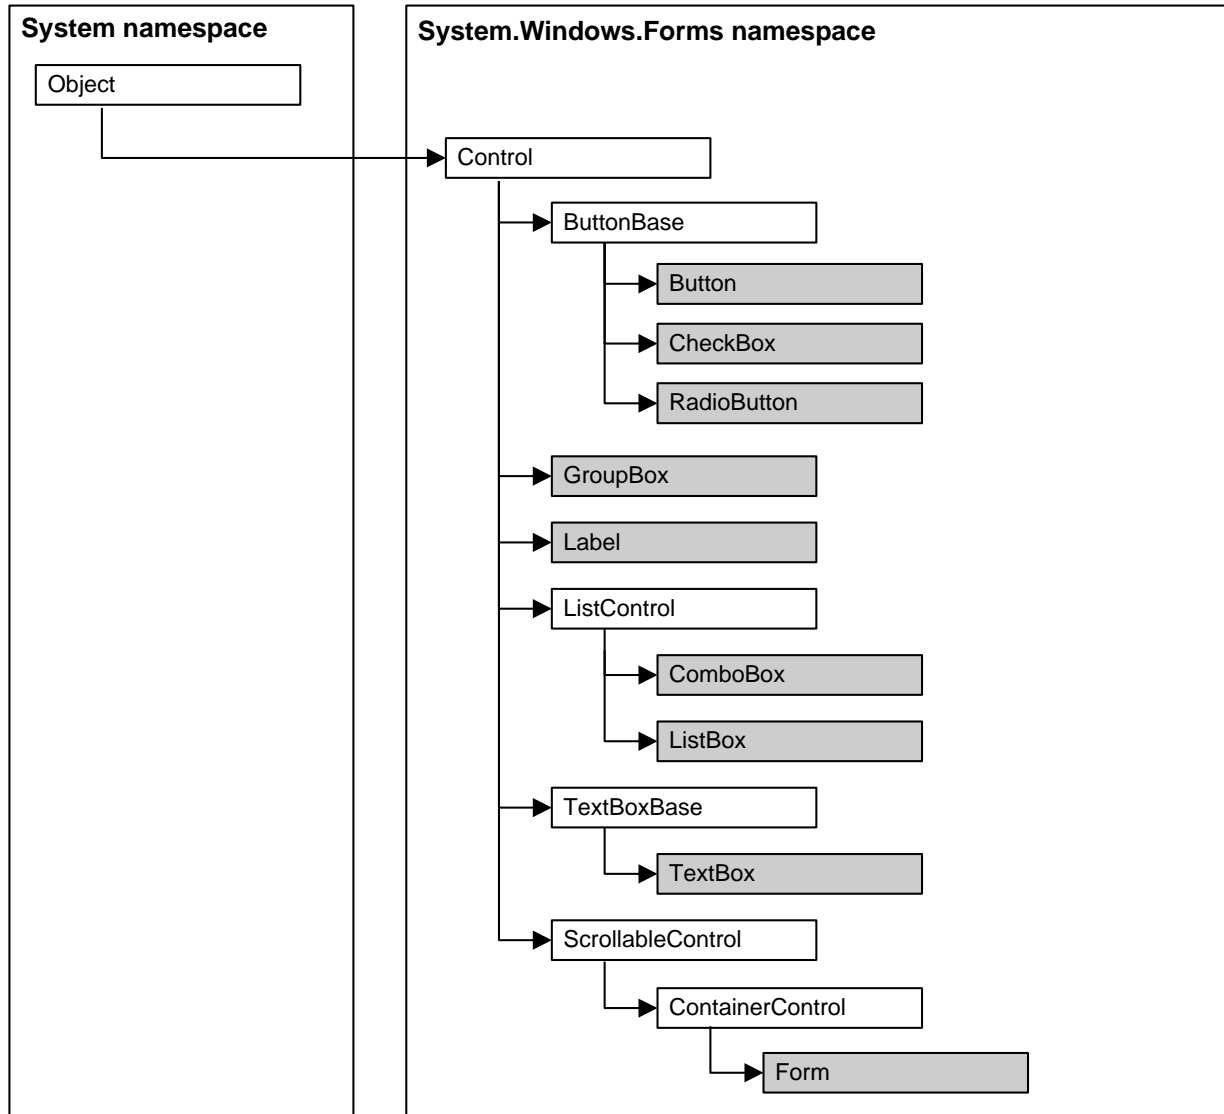 System namespace
System.Windows.Forms namespace
Object
Control
ButtonBase
Button
CheckBox
RadioButton
GroupBox
Label
ListControl
ComboBox
ListBox
TextBoxBase
TextBox
ScrollableControl
ContainerControl
Form